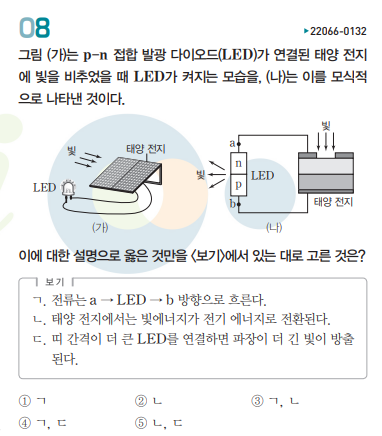 08
▶22066-0132
그림 (가)는 p-n 접합 발광 다이오드(LED)가 연결된 태양 전지
에 빛을 비추었을 때 LED가 켜지는 모습을, (나)는 이를 모식적
으로 나타낸 것이다.
빛
태양 전지
LED
(가)
a
n
p
b
빛
LED
빛
태양 전지
(나)
이에 대한 설명으로 옳은 것만을 <보기>에서 있는 대로 고른 것은?
보기
ㄱ. 전류는 a → LED → b 방향으로 흐른다.
ㄴ. 태양 전지에서는 빛에너지가 전기 에너지로 전환된다.
ㄷ. 띠 간격이 더 큰 LED를 연결하면 파장이 더 긴 빛이 방출
된다.
① ㄱ ② ㄴ ③ ㄱ, ㄴ
④ ㄱ, ㄷ ⑤ ㄴ, ㄷ